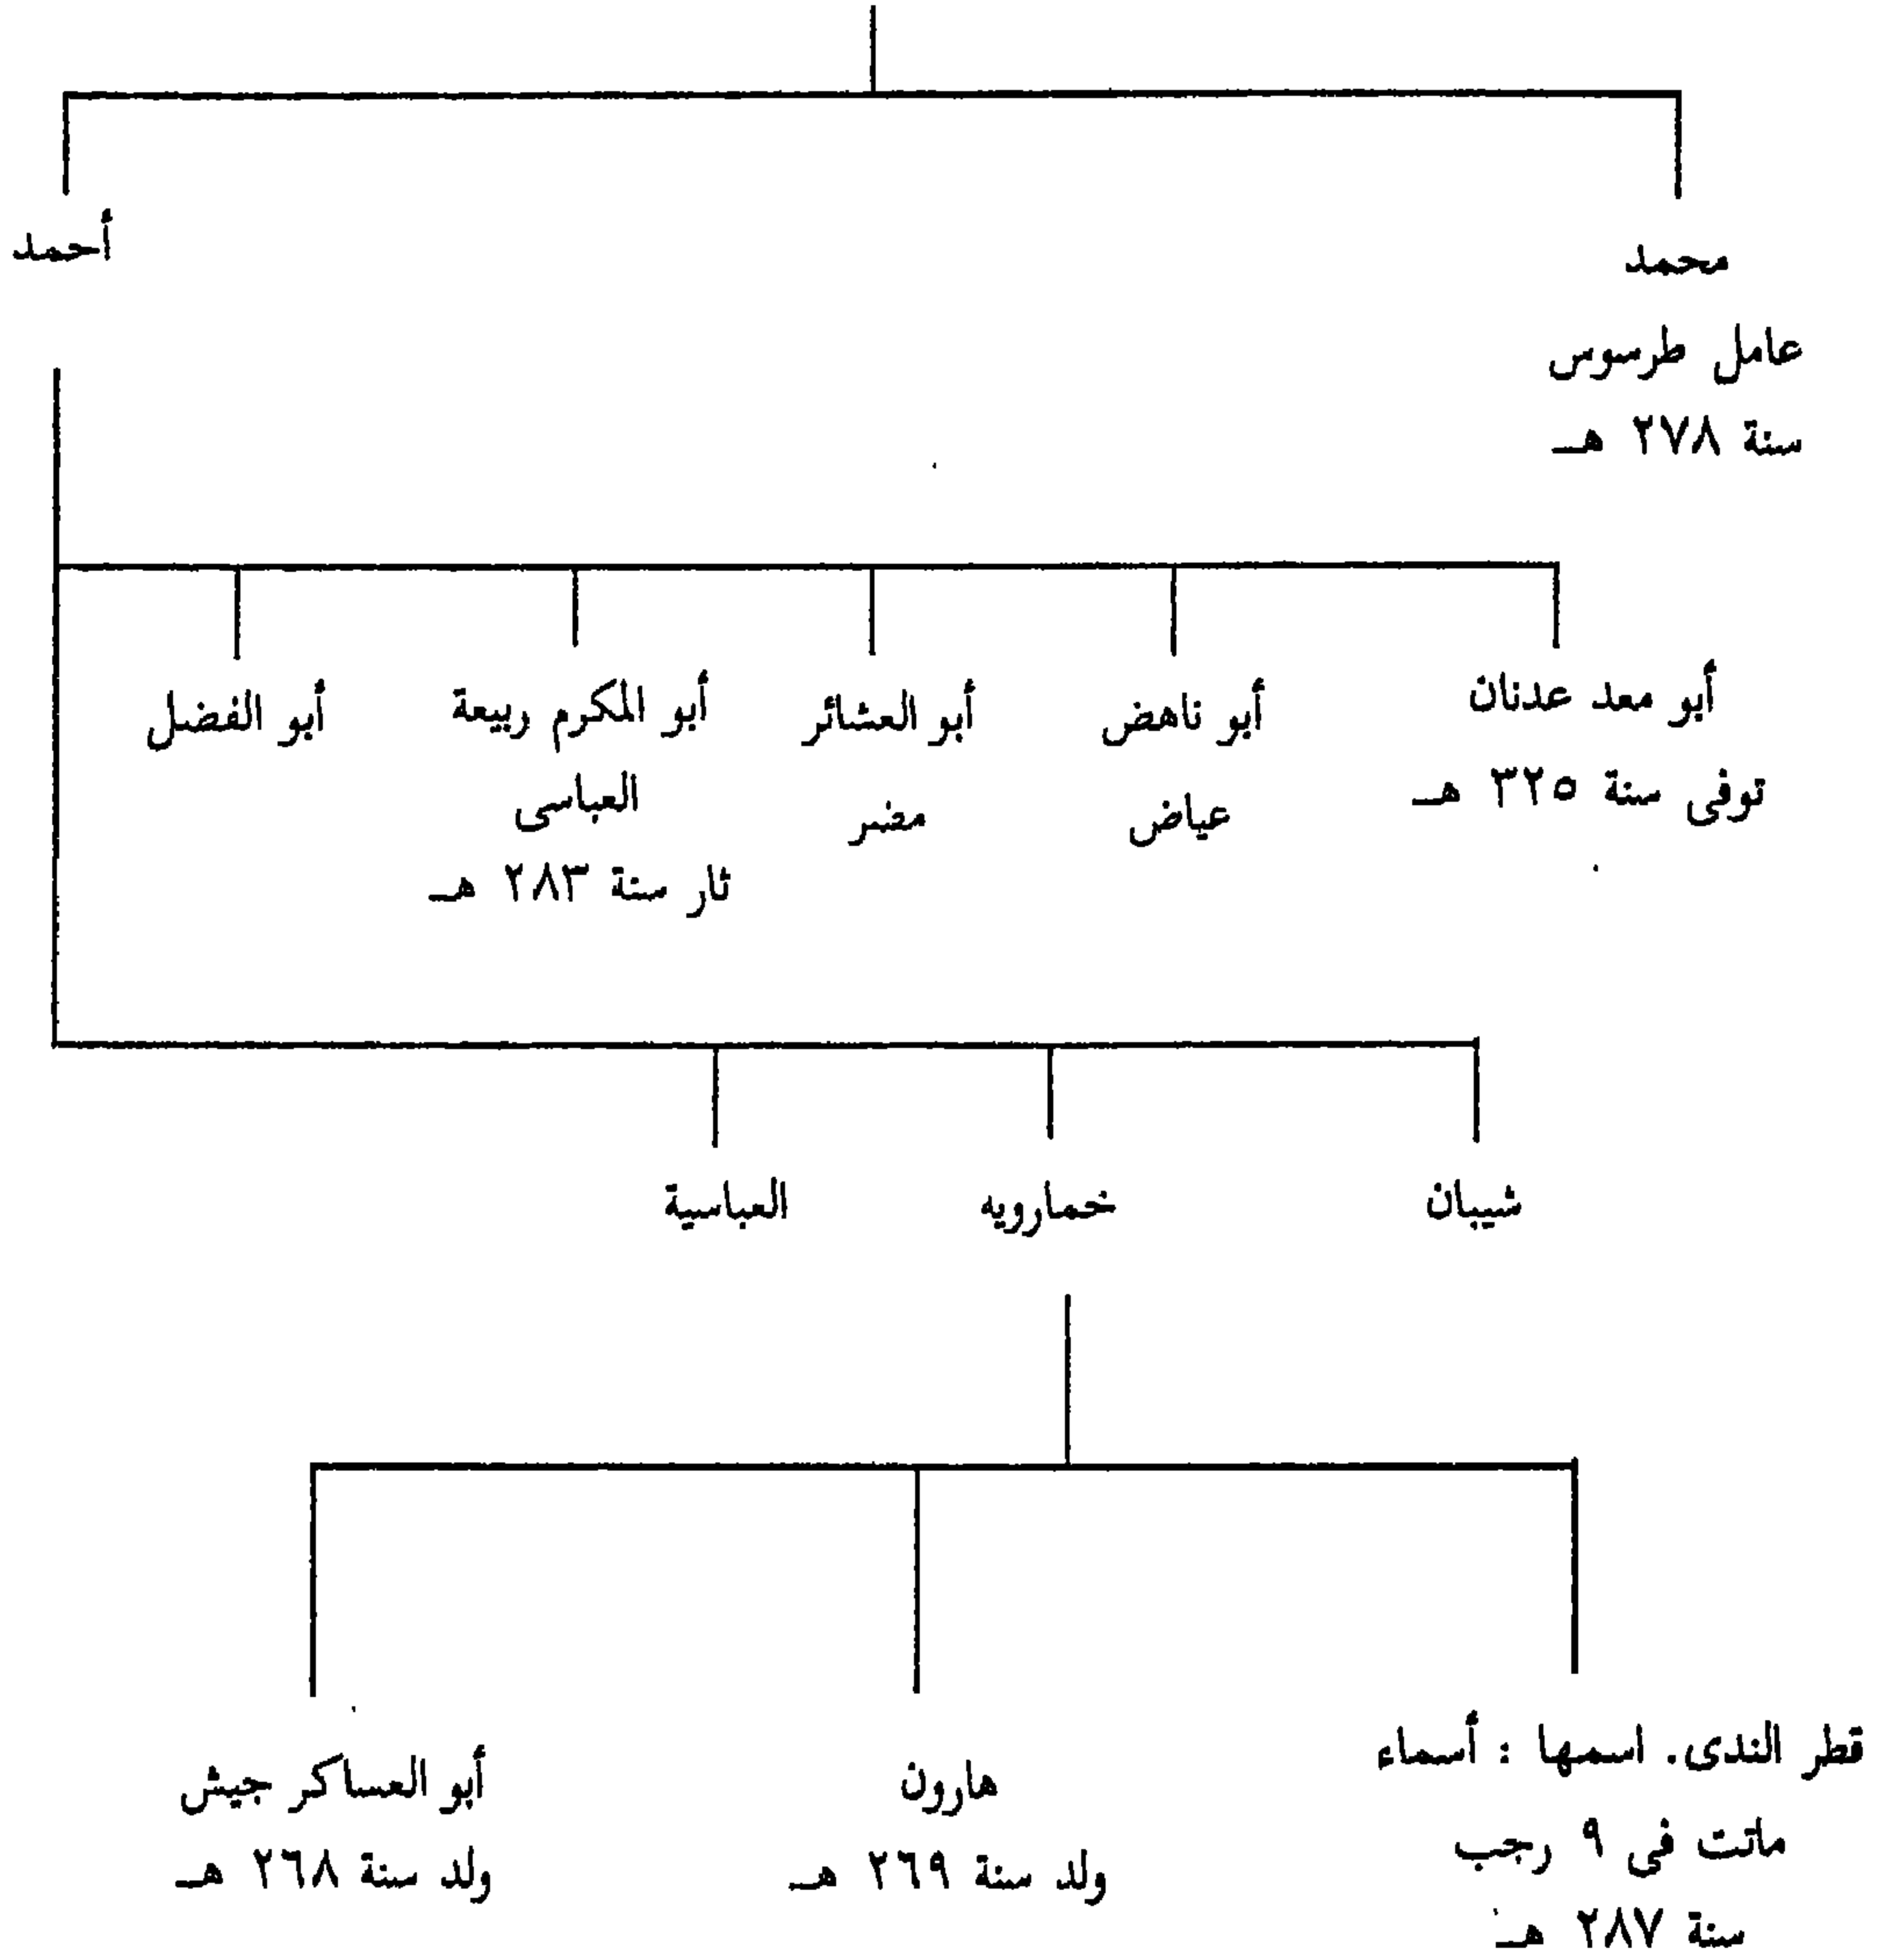 محمد
عامل طرسوس
سنة ٢٧٨ هـ
أحمد
أبو معد عدنان
توفى سنة ٣٢٥ هـ
أبو ناهض
عياض
أبو العشائر
مضر
أبو المكرم ربيعة
العباسى
ثار سنة ٢٨٣ هـ
أبو الفضل
شيبان
خمارويه
العباسية
قطر الندى. اسمها : أسماء
ماتت فى ٩ رجب
سنة ٢٨٧ هـ
هارون
ولد سنة ٢٦٩ هـ
أبو العساكر جيش
ولد سنة ٢٦٨ هـ